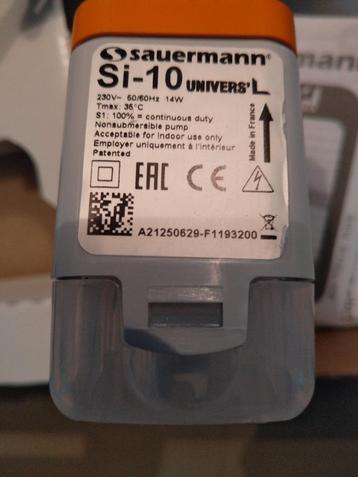 sauermann®
Si-10 UNIVERS'L
230V~ 50/60Hz 14W
Tmax: 35°C
S1: 100% = continuous duty
Nonsubmersible pump
Acceptable for indoor use only
Employer uniquement à l'intérieur
Patented
Made in France
EAC CE
A21250629-F1193200
mann